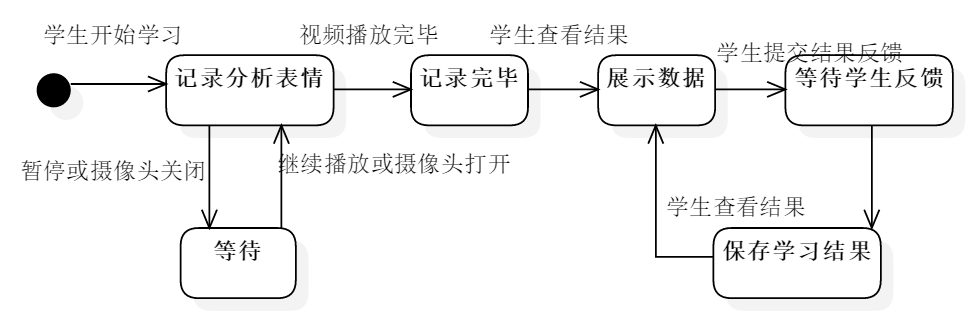 学生开始学习
视频播放完毕
学生查看结果
学生提交结果反馈
记录分析表情
记录完毕
展示数据
等待学生反馈
暂停或摄像头关闭
继续播放或摄像头打开
学生查看结果
等待
保存学习结果